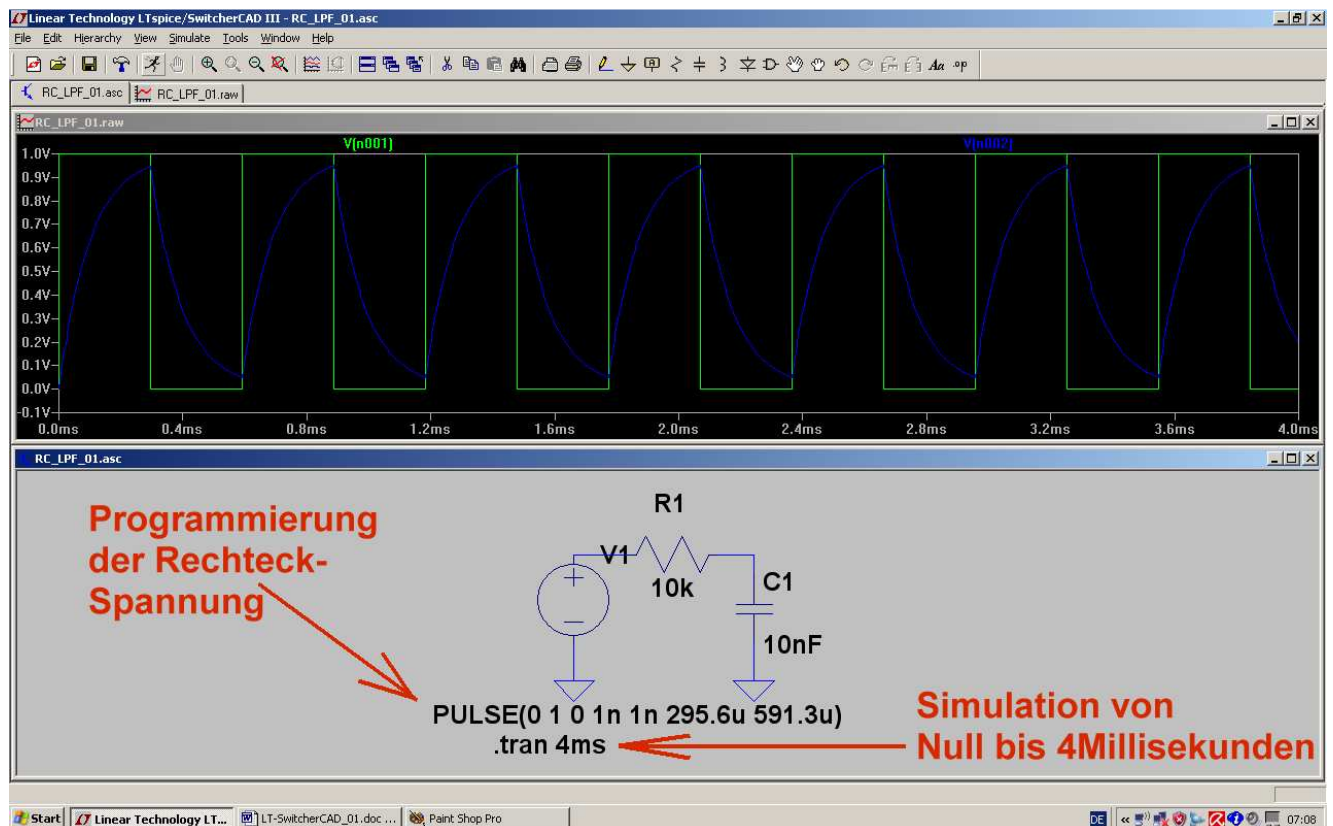 Linear Technology LTspice/SwitcherCAD III - RC_LPF_01.asc
File Edit Hierarchy View Simulate Tools Window Help
Aa .op
RC_LPF_01.asc RC_LPF_01.raw
RC_LPF_01.raw
V(n001) V(n002)
1.0V
0.9V
0.8V
0.7V
0.6V
0.5V
0.4V
0.3V
0.2V
0.1V
0.0V
-0.1V
0.0ms 0.4ms 0.8ms 1.2ms 1.6ms 2.0ms 2.4ms 2.8ms 3.2ms 3.6ms 4.0ms
RC_LPF_01.asc
Programmierung
der Rechteck-
Spannung
R1
V1
10k
C1
10nF
PULSE(0 1 0 1n 1n 295.6u 591.3u)
.tran 4ms
Simulation von
Null bis 4Millisekunden
Start Linear Technology LT... LT-SwitcherCAD_01.doc ... Paint Shop Pro DE 07:08